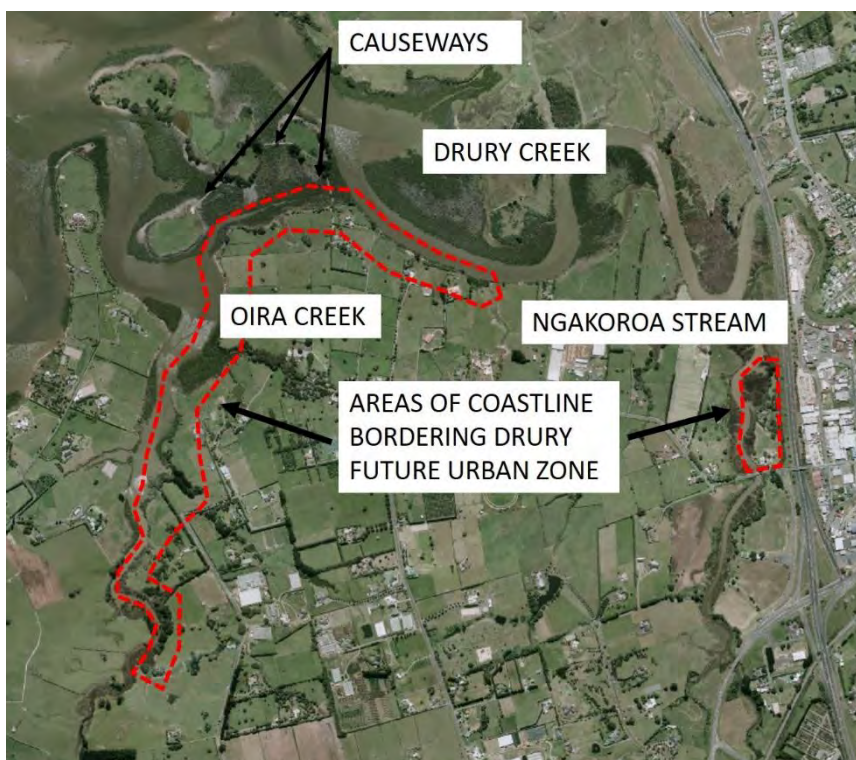 CAUSEWAYS
DRURY CREEK
OIRA CREEK
NGAKOROA STREAM
AREAS OF COASTLINE
BORDERING DRURY
FUTURE URBAN ZONE